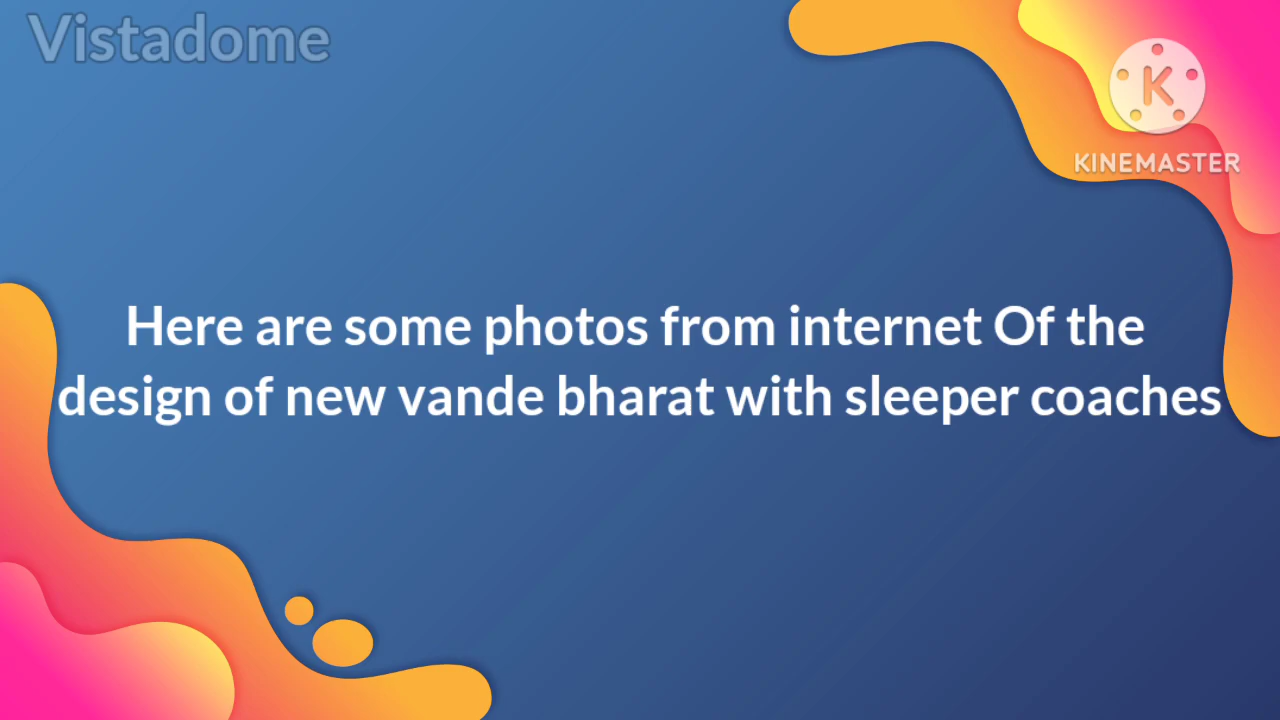 Vistadome
K
KINEMASTER
Here are some photos from internet Of the
design of new vande bharat with sleeper coaches